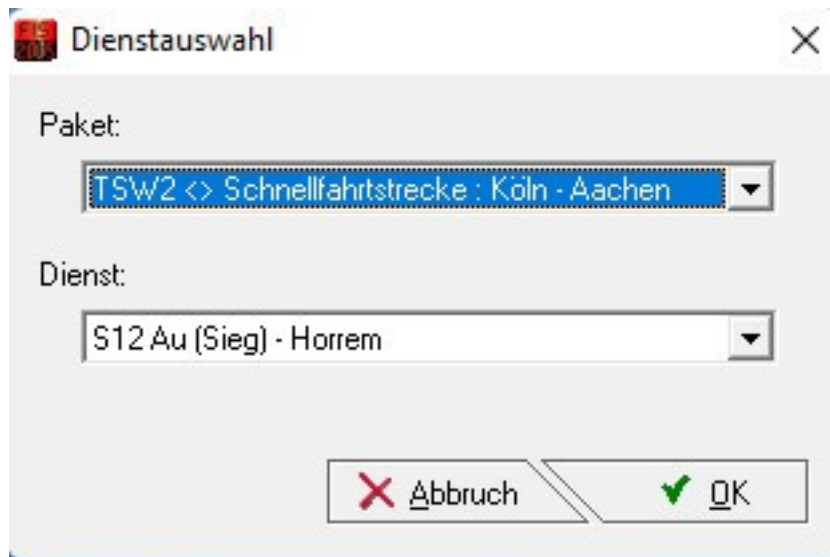 Dienstauswahl
Paket:
TSW2 <> Schnellfahrtstrecke : Köln - Aachen
Dienst:
S12 Au (Sieg) - Horrem
Abbruch
OK